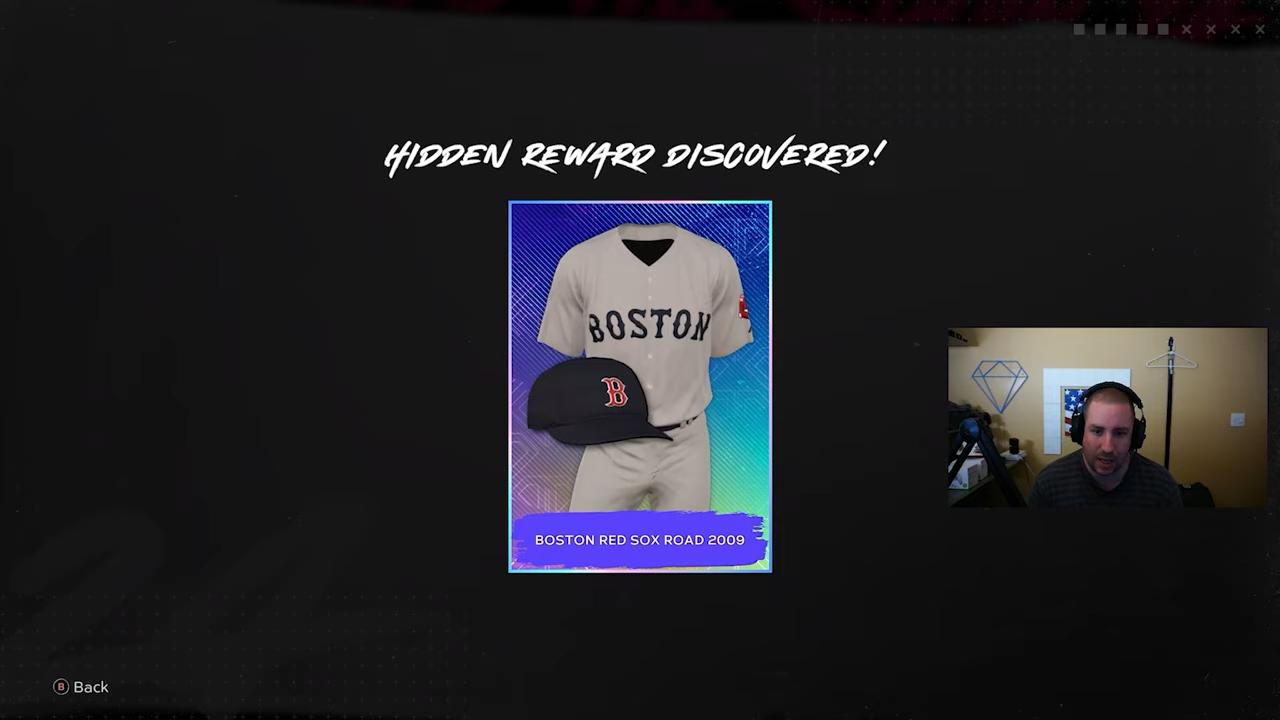 HIDDEN REWARD DISCOVERED!
BOSTON
B
BOSTON RED SOX ROAD 2009
B Back